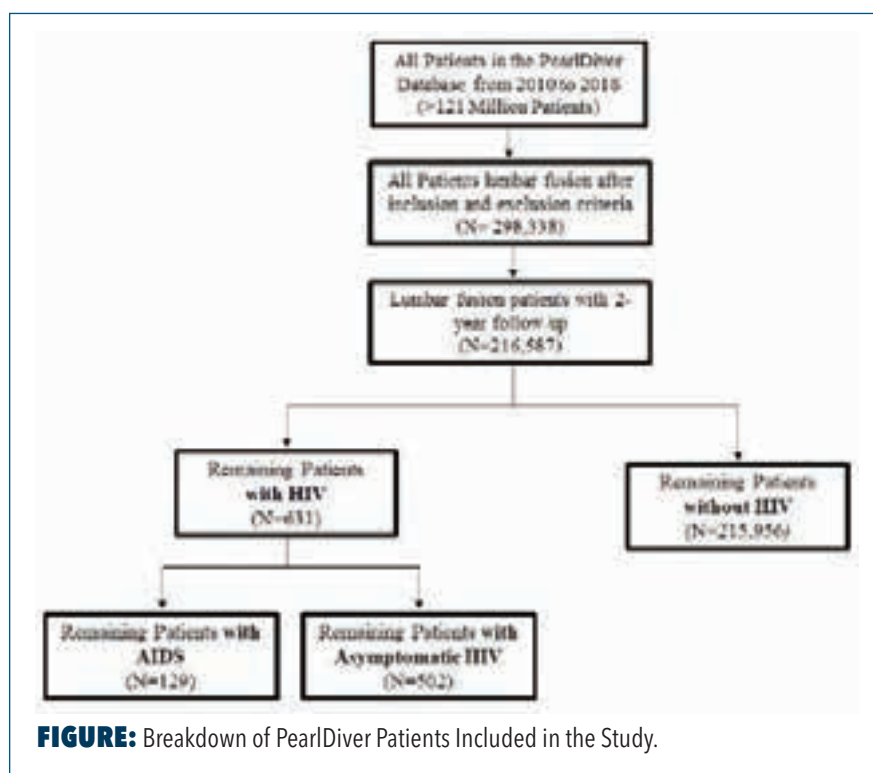 All Patients in the PearlDiver
Database from 2010 to 2018
(>121 Million Patients)
All Patients lumbar fusion after
inclusion and exclusion criteria
(N= 298,338)
Lumbar fusion patients with 2-
year follow up
(N=216,587)
Remaining Patients
with HIV
(N=631)
Remaining Patients
without HIV
(N=215,956)
Remaining Patients with
AIDS
(N=129)
Remaining Patients with
Asymptomatic HIV
(N=502)
FIGURE: Breakdown of PearlDiver Patients Included in the Study.